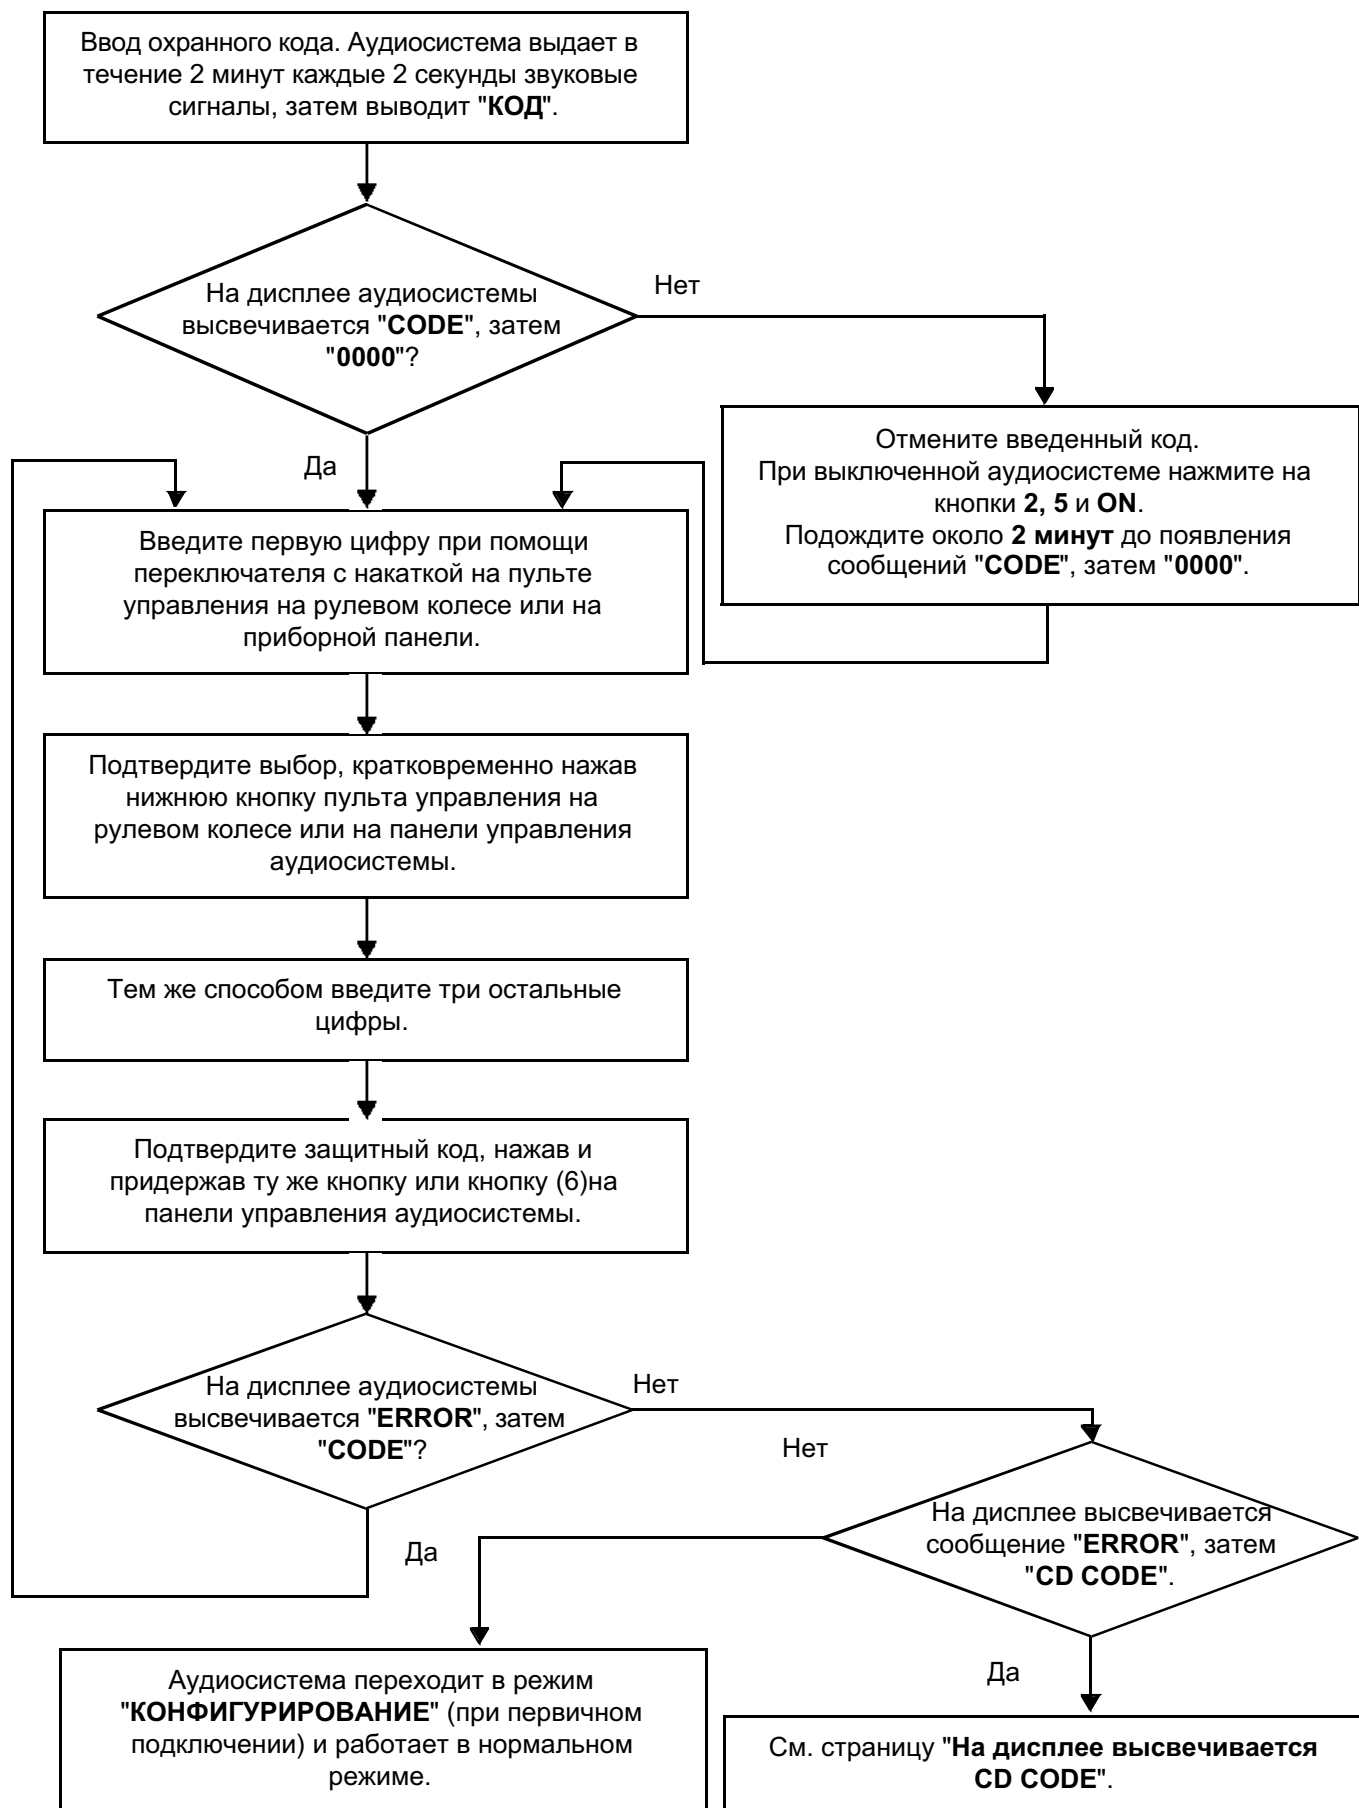 Ввод охранного кода. Аудиосистема выдает в
течение 2 минут каждые 2 секунды звуковые
сигналы, затем выводит "КОД".
На дисплее аудиосистемы
высвечивается "CODE", затем
"0000"?
Нет
Да
Отмените введенный код.
При выключенной аудиосистеме нажмите на
кнопки 2, 5 и ON.
Подождите около 2 минут до появления
сообщений "CODE", затем "0000".
Введите первую цифру при помощи
переключателя с накаткой на пульте
управления на рулевом колесе или на
приборной панели.
Подтвердите выбор, кратковременно нажав
нижнюю кнопку пульта управления на
рулевом колесе или на панели управления
аудиосистемы.
Тем же способом введите три остальные
цифры.
Подтвердите защитный код, нажав и
придержав ту же кнопку или кнопку (6)на
панели управления аудиосистемы.
На дисплее аудиосистемы
высвечивается "ERROR", затем
"CODE"?
Нет
Нет
Да
На дисплее высвечивается
сообщение "ERROR", затем
"CD CODE".
Да
Аудиосистема переходит в режим
"КОНФИГУРИРОВАНИЕ" (при первичном
подключении) и работает в нормальном
режиме.
См. страницу "На дисплее высвечивается
CD CODE".